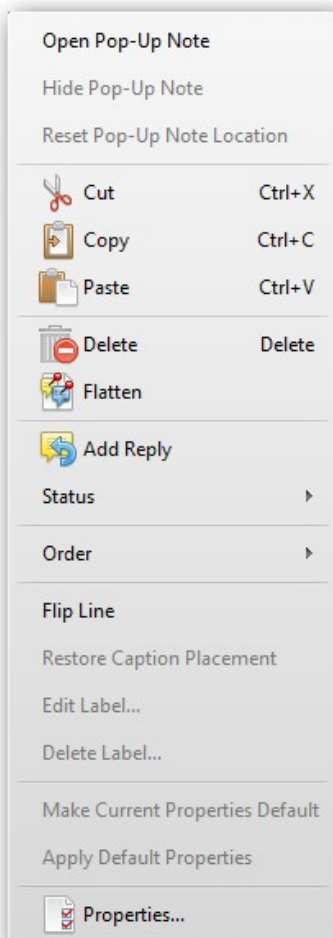 Open Pop-Up Note
Hide Pop-Up Note
Reset Pop-Up Note Location
Cut Ctrl+X
Copy Ctrl+C
Paste Ctrl+V
Delete Delete
Flatten
Add Reply
Status
Order
Flip Line
Restore Caption Placement
Edit Label...
Delete Label...
Make Current Properties Default
Apply Default Properties
Properties...